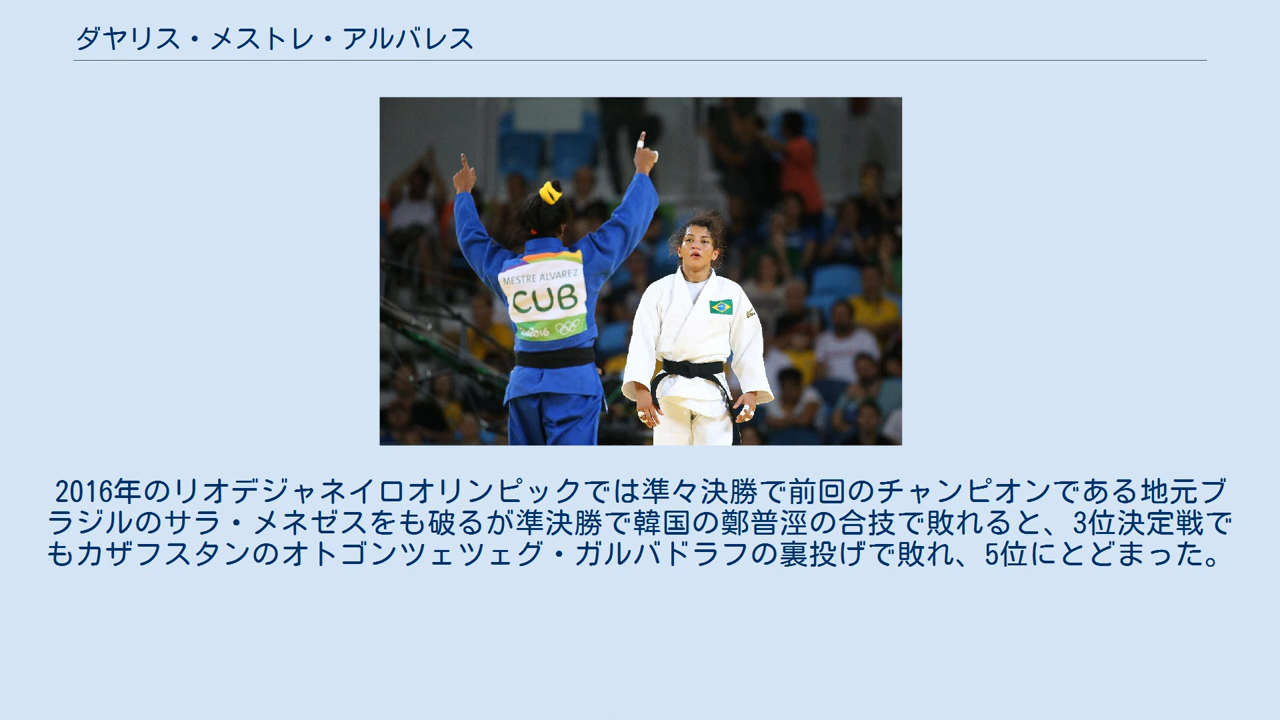 ダヤリス・メストレ・アルバレス
MESTRE ALVAREZ
CUB
Rio2016
2016年のリオデジャネイロオリンピックでは準々決勝で前回のチャンピオンである地元ブ
ラジルのサラ・メネゼスをも破るが準決勝で韓国の鄭普涇の合技で敗れると、3位決定戦で
もカザフスタンのオトゴンツェツェグ・ガルバドラフの裏投げで敗れ、5位にとどまった。